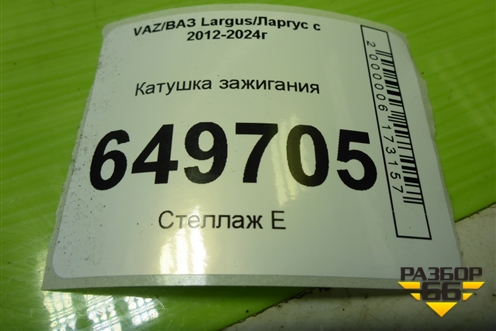 VAZ/ВАЗ Largus/Ларгус с
2012-2024г
Катушка зажигания
649705
Стеллаж Е
2000006173157
РАЗБОР
66